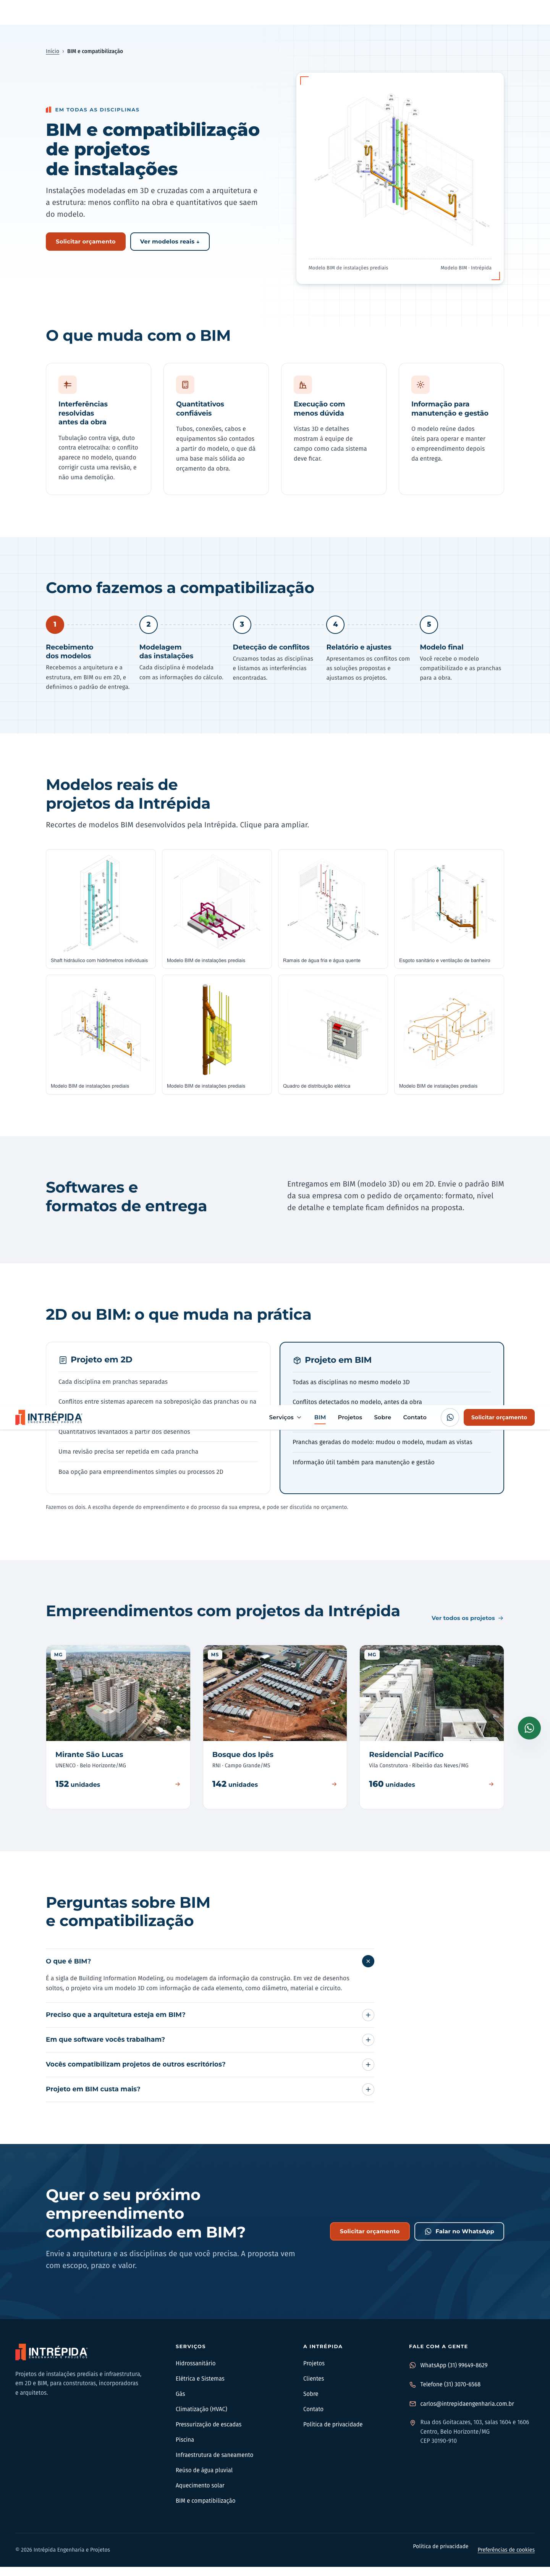 Início › BIM e compatibilização
EM TODAS AS DISCIPLINAS
BIM e compatibilização
de projetos
de instalações
Instalações modeladas em 3D e cruzadas com a arquitetura e
a estrutura: menos conflito na obra e quantitativos que saem
do modelo.
Solicitar orçamento
Ver modelos reais
Modelo BIM de instalações prediais
Modelo BIM · Intrépida
O que muda com o BIM
Interferências
resolvidas
antes da obra
Tubulação contra viga, duto
contra eletrocalha: o conflito
aparece no modelo, quando
corrigir custa uma revisão, e
não uma demolição.
Quantitativos
confiáveis
Tubos, conexões, cabos e
equipamentos são contados
a partir do modelo, o que dá
uma base mais sólida ao
orçamento da obra.
Execução com
menos dúvida
Vistas 3D e detalhes
mostram à equipe de
campo como cada sistema
deve ficar.
Informação para
manutenção e gestão
O modelo reúne dados
úteis para operar e manter
o empreendimento depois
da entrega.
Como fazemos a compatibilização
1
Recebimento
dos modelos
Recebemos a arquitetura e a
estrutura, em BIM ou em 2D, e
definimos o padrão de entrega.
2
Modelagem
das instalações
Cada disciplina é modelada
com as informações do cálculo.
3
Detecção de conflitos
Cruzamos todas as disciplinas
e listamos as interferências
encontradas.
4
Relatório e ajustes
Apresentamos os conflitos com
as soluções propostas e
ajustamos os projetos.
5
Modelo final
Você recebe o modelo
compatibilizado e as pranchas
para a obra.
Modelos reais de
projetos da Intrépida
Recortes de modelos BIM desenvolvidos pela Intrépida. Clique para ampliar.
Shaft hidráulico com hidrômetros individuais
Modelo BIM de instalações prediais
Ramais de água fria e água quente
Esgoto sanitário e ventilação de banheiro
Modelo BIM de instalações prediais
Modelo BIM de instalações prediais
Quadro de distribuição elétrica
Modelo BIM de instalações prediais
Softwares e
formatos de entrega
Entregamos em BIM (modelo 3D) ou em 2D. Envie o padrão BIM
da sua empresa com o pedido de orçamento: formato, nível
de detalhe e template ficam definidos na proposta.
2D ou BIM: o que muda na prática
Projeto em 2D
Cada disciplina em pranchas separadas
Conflitos entre sistemas aparecem na sobreposição das pranchas ou na
Quantitativos levantados a partir dos desenhos
Uma revisão precisa ser repetida em cada prancha
Boa opção para empreendimentos simples ou processos 2D
Projeto em BIM
Todas as disciplinas no mesmo modelo 3D
Conflitos detectados no modelo, antes da obra
Pranchas geradas do modelo: mudou o modelo, mudam as vistas
Informação útil também para manutenção e gestão
INTRÉPIDA
ENGENHARIA E PROJETOS
Serviços
BIM
Projetos
Sobre
Contato
Solicitar orçamento
Fazemos os dois. A escolha depende do empreendimento e do processo da sua empresa, e pode ser discutida no orçamento.
Empreendimentos com projetos da Intrépida
Ver todos os projetos →
MG
Mirante São Lucas
UNENCO · Belo Horizonte/MG
152 unidades →
MS
Bosque dos Ipês
RNI · Campo Grande/MS
142 unidades →
MG
Residencial Pacífico
Vila Construtora · Ribeirão das Neves/MG
160 unidades →
Perguntas sobre BIM
e compatibilização
O que é BIM?
É a sigla de Building Information Modeling, ou modelagem da informação da construção. Em vez de desenhos
soltos, o projeto vira um modelo 3D com informação de cada elemento, como diâmetro, material e circuito.
Preciso que a arquitetura esteja em BIM?
Em que software vocês trabalham?
Vocês compatibilizam projetos de outros escritórios?
Projeto em BIM custa mais?
Quer o seu próximo
empreendimento
compatibilizado em BIM?
Envie a arquitetura e as disciplinas de que você precisa. A proposta vem
com escopo, prazo e valor.
Solicitar orçamento
Falar no WhatsApp
INTRÉPIDA
ENGENHARIA E PROJETOS
Projetos de instalações prediais e infraestrutura,
em 2D e BIM, para construtoras, incorporadoras
e arquitetos.
SERVIÇOS
Hidrossanitário
Elétrica e Sistemas
Gás
Climatização (HVAC)
Pressurização de escadas
Piscina
Infraestrutura de saneamento
Reúso de água pluvial
Aquecimento solar
BIM e compatibilização
A INTRÉPIDA
Projetos
Clientes
Sobre
Contato
Política de privacidade
FALE COM A GENTE
WhatsApp (31) 99649-8629
Telefone (31) 3070-6568
carlos@intrepidaengenharia.com.br
Rua dos Goitacazes, 103, salas 1604 e 1606
Centro, Belo Horizonte/MG
CEP 30190-910
© 2026 Intrépida Engenharia e Projetos
Política de privacidade
Preferências de cookies